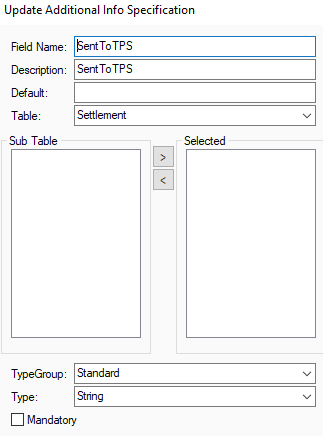 Update Additional Info Specification
Field Name: SentToTPS
Description: SentToTPS
Default:
Table: Settlement
Sub Table > Selected
<
TypeGroup: Standard
Type: String
Mandatory